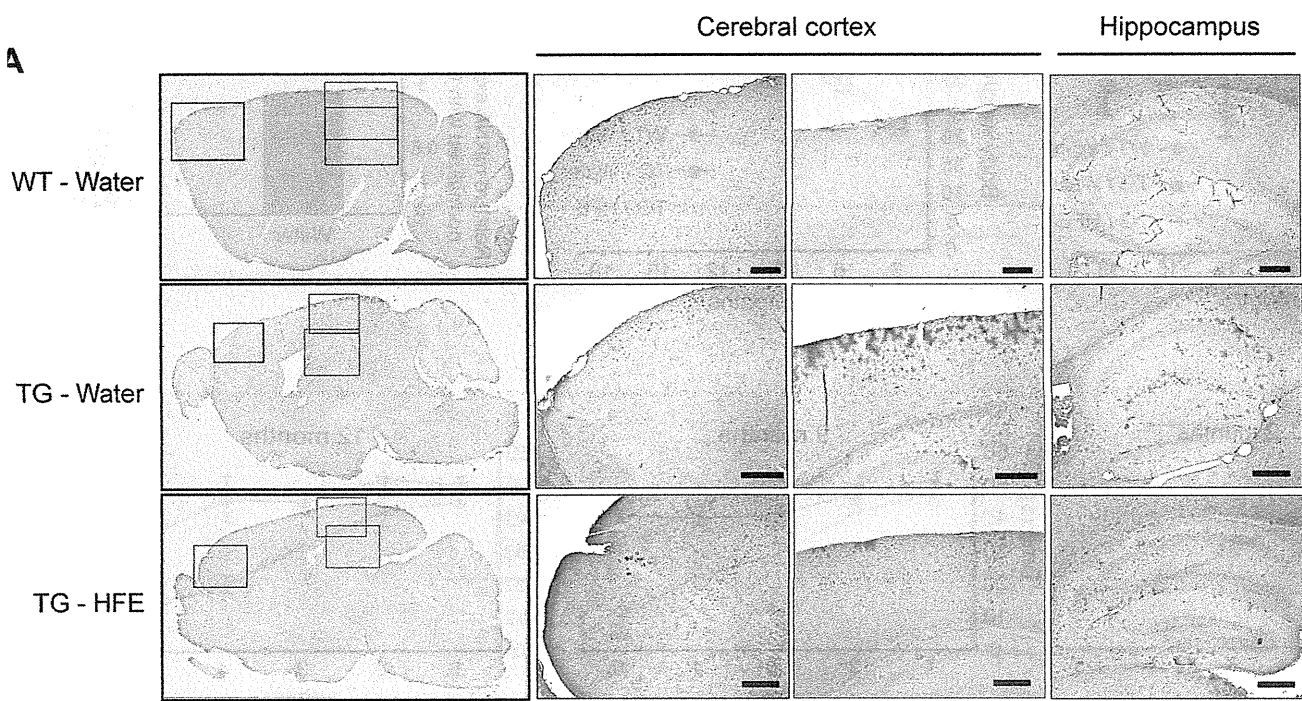 Cerebral cortex
Hippocampus
A
WT - Water
TG - Water
TG - HFE